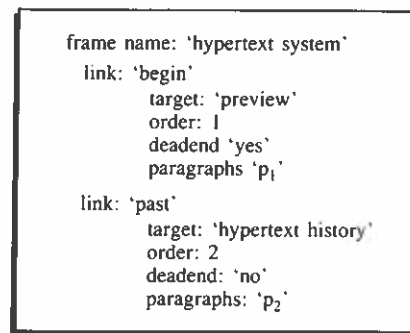 frame name: ‘hypertext system’
link: ‘begin’
target: ‘preview’
order: 1
deadend ‘yes’
paragraphs ‘p₁’
link: ‘past’
target: ‘hypertext history’
order: 2
deadend: ‘no’
paragraphs: ‘p₂’